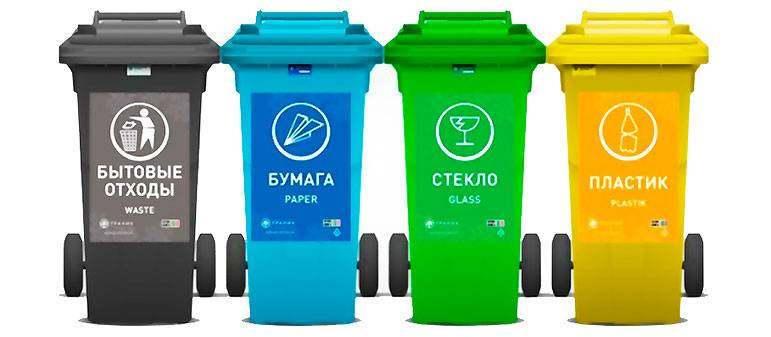 БЫТОВЫЕ
ОТХОДЫ
WASTE
БУМАГА
PAPER
СТЕКЛО
GLASS
ПЛАСТИК
PLASTIK